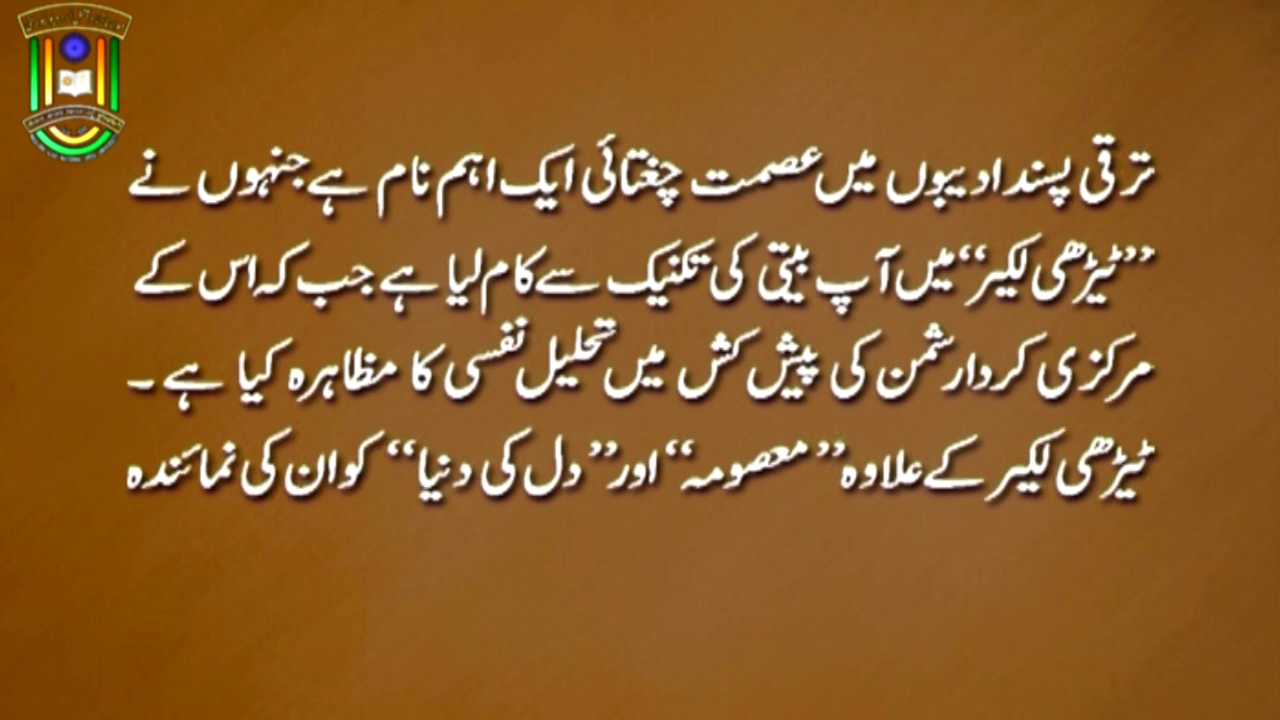 ترقی پسند ادیبوں میں عصمت چغتائی ایک اہم نام ہے جنہوں نے
’’ٹیڑھی لکیر‘‘ میں آپ بیتی کی تکنیک سے کام لیا ہے جب کہ اس کے
مرکزی کردار شمن کی پیش کش میں تحلیل نفسی کا مظاہرہ کیا ہے ۔
ٹیڑھی لکیر کے علاوہ ’’معصومہ‘‘ اور ’’دل کی دنیا‘‘ کو ان کی نمائندہ